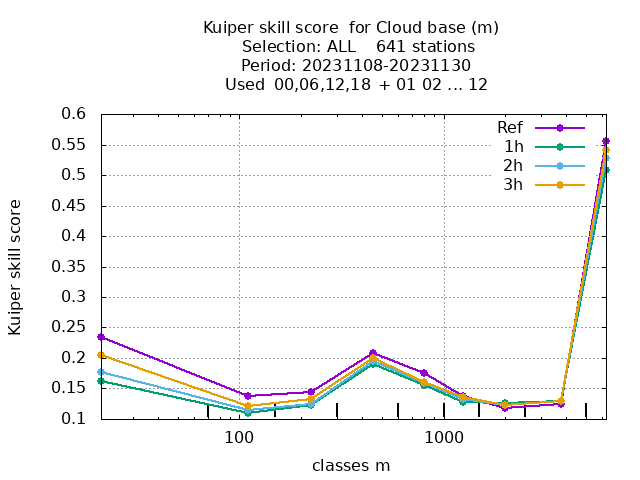 Kuiper skill score  for Cloud base (m)
Selection: ALL    641 stations
Period: 20231108-20231130
Used  00,06,12,18  + 01 02 ... 12
Kuiper skill score
0.6
0.55
0.5
0.45
0.4
0.35
0.3
0.25
0.2
0.15
0.1
Ref
1h
2h
3h
100
1000
classes m